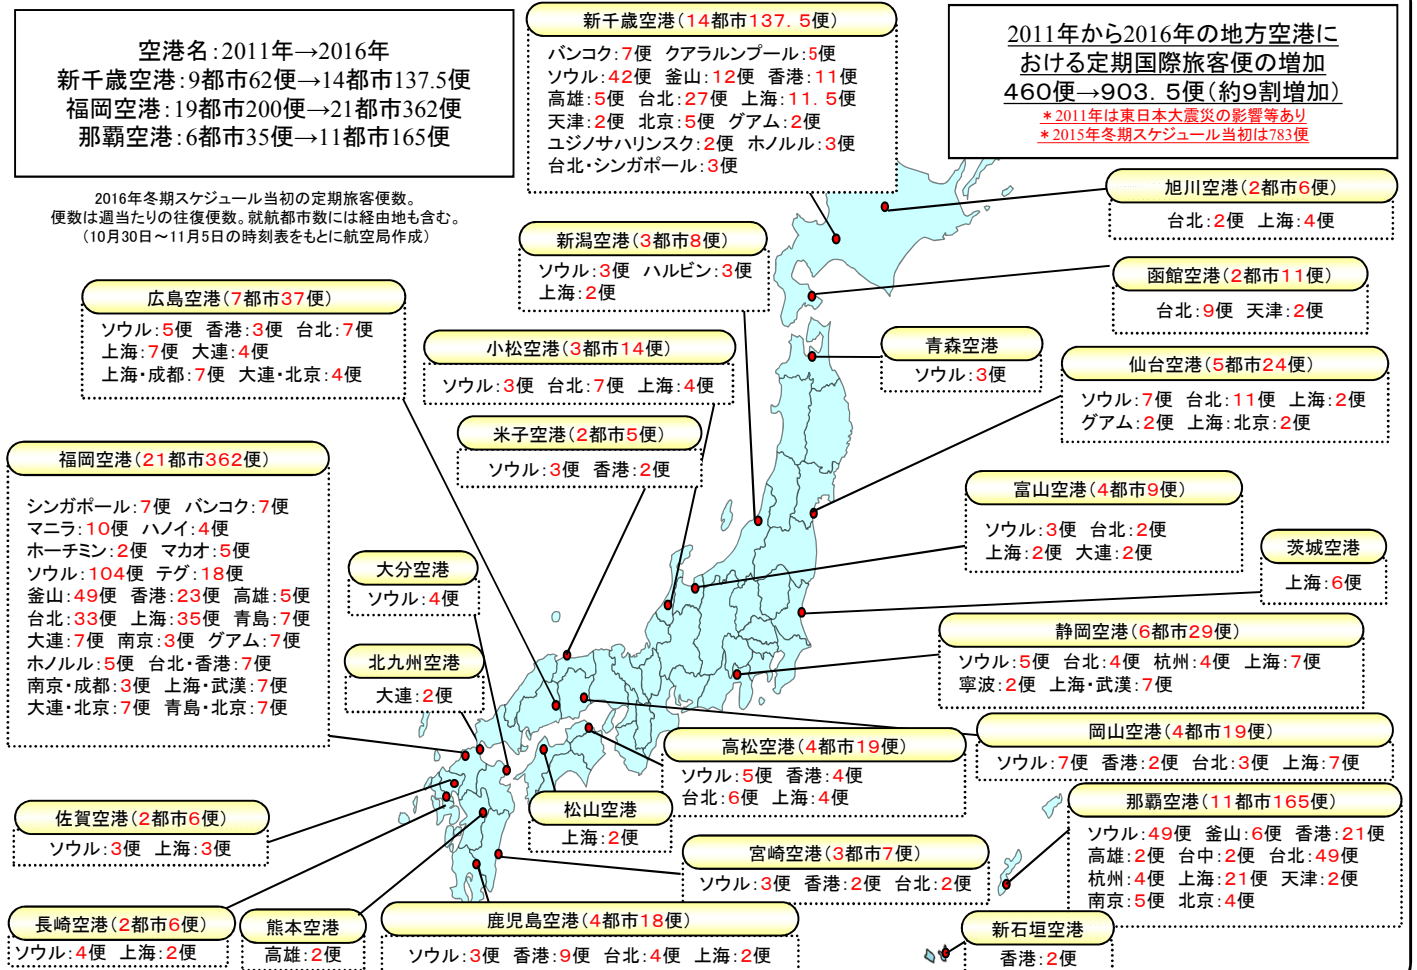 空港名：2011年→2016年
新千歳空港：9都市62便→14都市137.5便
福岡空港：19都市200便→21都市362便
那覇空港：6都市35便→11都市165便
2016年冬期スケジュール当初の定期旅客便数。
便数は週当たりの往復便数。就航都市数には経由地も含む。
（10月30日～11月5日の時刻表をもとに航空局作成）
新千歳空港（14都市137．5便）
バンコク：7便 クアラルンプール：5便
ソウル：42便 釜山：12便 香港：11便
高雄：5便 台北：27便 上海：11．5便
天津：2便 北京：5便 グアム：2便
ユジノサハリンスク：2便 ホノルル：3便
台北・シンガポール：3便
2011年から2016年の地方空港に
おける定期国際旅客便の増加
460便→903．5便（約9割増加）
＊2011年は東日本大震災の影響等あり
＊2015年冬期スケジュール当初は783便
旭川空港（2都市6便）
台北：2便 上海：4便
新潟空港（3都市8便）
ソウル：3便 ハルビン：3便
上海：2便
函館空港（2都市11便）
台北：9便 天津：2便
広島空港（7都市37便）
ソウル：5便 香港：3便 台北：7便
上海：7便 大連：4便
上海・成都：7便 大連・北京：4便
小松空港（3都市14便）
ソウル：3便 台北：7便 上海：4便
青森空港
ソウル：3便
仙台空港（5都市24便）
ソウル：7便 台北：11便 上海：2便
グアム：2便 上海:北京：2便
米子空港（2都市5便）
ソウル：3便 香港：2便
福岡空港（21都市362便）
シンガポール：7便 バンコク：7便
マニラ：10便 ハノイ：4便
ホーチミン：2便 マカオ：5便
ソウル：104便 テグ：18便
釜山：49便 香港：23便 高雄：5便
台北：33便 上海：35便 青島：7便
大連：7便 南京：3便 グアム：7便
ホノルル：5便 台北・香港：7便
南京・成都：3便 上海・武漢：7便
大連・北京：7便 青島・北京：7便
富山空港（4都市9便）
ソウル：3便 台北：2便
上海：2便 大連：2便
茨城空港
上海：6便
大分空港
ソウル：4便
静岡空港（6都市29便）
ソウル：5便 台北：4便 杭州：4便 上海：7便
寧波：2便 上海・武漢：7便
北九州空港
大連：2便
岡山空港（4都市19便）
ソウル：7便 香港：2便 台北：3便 上海：7便
高松空港（4都市19便）
ソウル：5便 香港：4便
台北：6便 上海：4便
松山空港
上海：2便
那覇空港（11都市165便）
ソウル：49便 釜山：6便 香港：21便
高雄：2便 台中：2便 台北：49便
杭州：4便 上海：21便 天津：2便
南京：5便 北京：4便
佐賀空港（2都市6便）
ソウル：3便 上海：3便
宮崎空港（3都市7便）
ソウル：3便 香港：2便 台北：2便
長崎空港（2都市6便）
ソウル：4便 上海：2便
熊本空港
高雄：2便
鹿児島空港（4都市18便）
ソウル：3便 香港：9便 台北：4便 上海：2便
新石垣空港
香港：2便